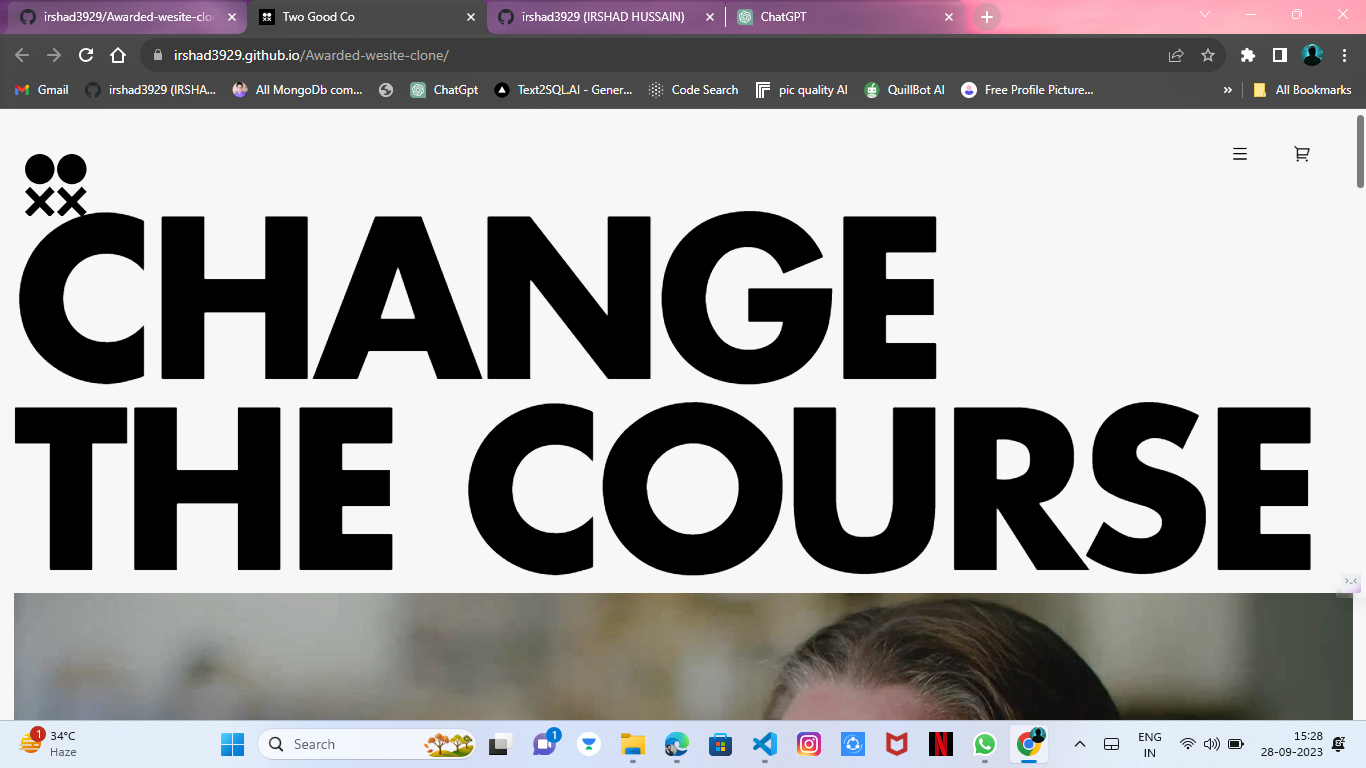 irshad3929/Awarded-wesite-clo
Two Good Co
irshad3929 (IRSHAD HUSSAIN)
ChatGPT
irshad3929.github.io/Awarded-wesite-clone/
Gmail
irshad3929 (IRSHA...
All MongoDb com...
ChatGpt
Text2SQL.AI - Gener...
Code Search
pic quality AI
QuillBot AI
Free Profile Picture...
»
All Bookmarks
CHANGE
THE COURSE
1
34°C
Haze
Search
1
ENG
IN
15:28
28-09-2023